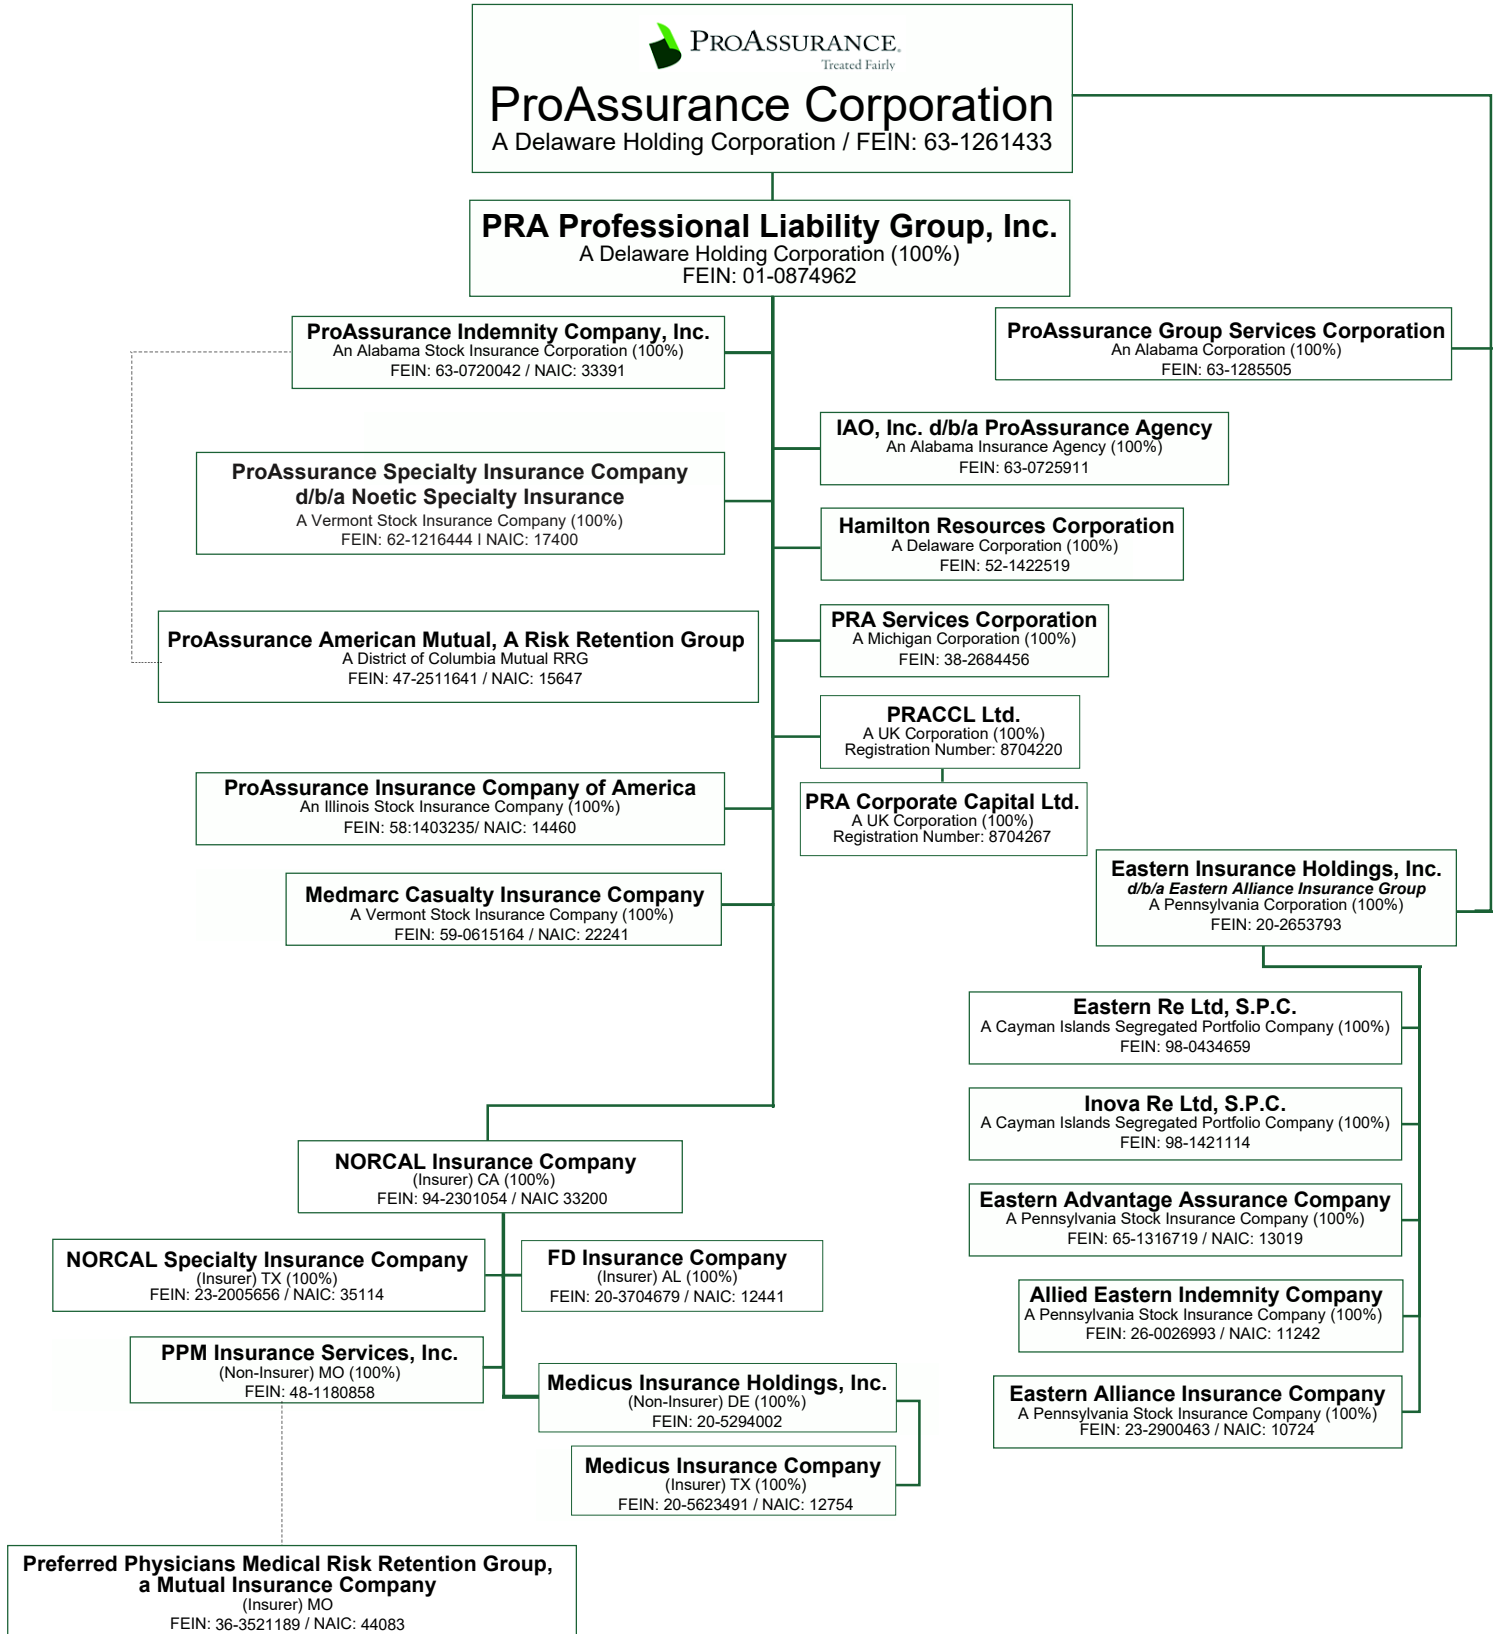 PROASSURANCE®
Treated Fairly
ProAssurance Corporation
A Delaware Holding Corporation / FEIN: 63-1261433
PRA Professional Liability Group, Inc.
A Delaware Holding Corporation (100%)
FEIN: 01-0874962
ProAssurance Indemnity Company, Inc.
An Alabama Stock Insurance Corporation (100%)
FEIN: 63-0720042 / NAIC: 33391
ProAssurance Group Services Corporation
An Alabama Corporation (100%)
FEIN: 63-1285505
IAO, Inc. d/b/a ProAssurance Agency
An Alabama Insurance Agency (100%)
FEIN: 63-0725911
ProAssurance Specialty Insurance Company
d/b/a Noetic Specialty Insurance
A Vermont Stock Insurance Company (100%)
FEIN: 62-1216444 I NAIC: 17400
Hamilton Resources Corporation
A Delaware Corporation (100%)
FEIN: 52-1422519
ProAssurance American Mutual, A Risk Retention Group
A District of Columbia Mutual RRG
FEIN: 47-2511641 / NAIC: 15647
PRA Services Corporation
A Michigan Corporation (100%)
FEIN: 38-2684456
PRACCL Ltd.
A UK Corporation (100%)
Registration Number: 8704220
ProAssurance Insurance Company of America
An Illinois Stock Insurance Company (100%)
FEIN: 58:1403235/ NAIC: 14460
PRA Corporate Capital Ltd.
A UK Corporation (100%)
Registration Number: 8704267
Medmarc Casualty Insurance Company
A Vermont Stock Insurance Company (100%)
FEIN: 59-0615164 / NAIC: 22241
Eastern Insurance Holdings, Inc.
d/b/a Eastern Alliance Insurance Group
A Pennsylvania Corporation (100%)
FEIN: 20-2653793
Eastern Re Ltd, S.P.C.
A Cayman Islands Segregated Portfolio Company (100%)
FEIN: 98-0434659
Inova Re Ltd, S.P.C.
A Cayman Islands Segregated Portfolio Company (100%)
FEIN: 98-1421114
Eastern Advantage Assurance Company
A Pennsylvania Stock Insurance Company (100%)
FEIN: 65-1316719 / NAIC: 13019
Allied Eastern Indemnity Company
A Pennsylvania Stock Insurance Company (100%)
FEIN: 26-0026993 / NAIC: 11242
Eastern Alliance Insurance Company
A Pennsylvania Stock Insurance Company (100%)
FEIN: 23-2900463 / NAIC: 10724
NORCAL Insurance Company
(Insurer) CA (100%)
FEIN: 94-2301054 / NAIC 33200
NORCAL Specialty Insurance Company
(Insurer) TX (100%)
FEIN: 23-2005656 / NAIC: 35114
FD Insurance Company
(Insurer) AL (100%)
FEIN: 20-3704679 / NAIC: 12441
PPM Insurance Services, Inc.
(Non-Insurer) MO (100%)
FEIN: 48-1180858
Medicus Insurance Holdings, Inc.
(Non-Insurer) DE (100%)
FEIN: 20-5294002
Medicus Insurance Company
(Insurer) TX (100%)
FEIN: 20-5623491 / NAIC: 12754
Preferred Physicians Medical Risk Retention Group,
a Mutual Insurance Company
(Insurer) MO
FEIN: 36-3521189 / NAIC: 44083